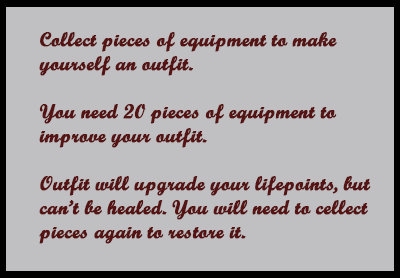 Collect pieces of equipment to make
yourself an outfit.
You need 20 pieces of equipment to
improve your outfit.
Outfit will upgrade your lifepoints, but
can't be healed. You will need to cellect
pieces again to restore it.